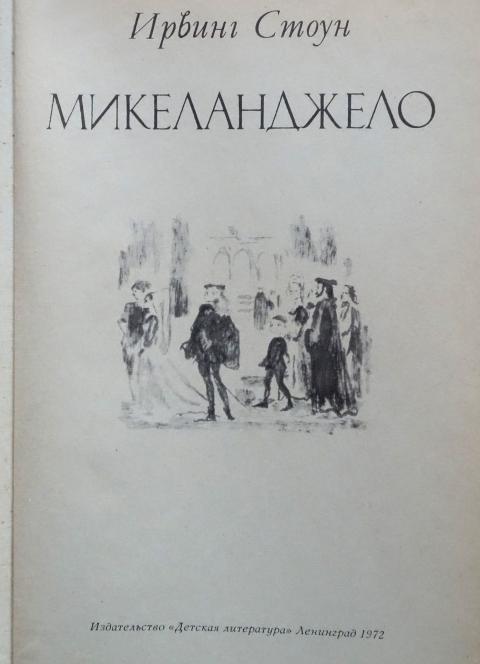 Ирвинг Стоун
МИКЕЛАНДЖЕЛО
Издательство «Детская литература» Ленинград 1972